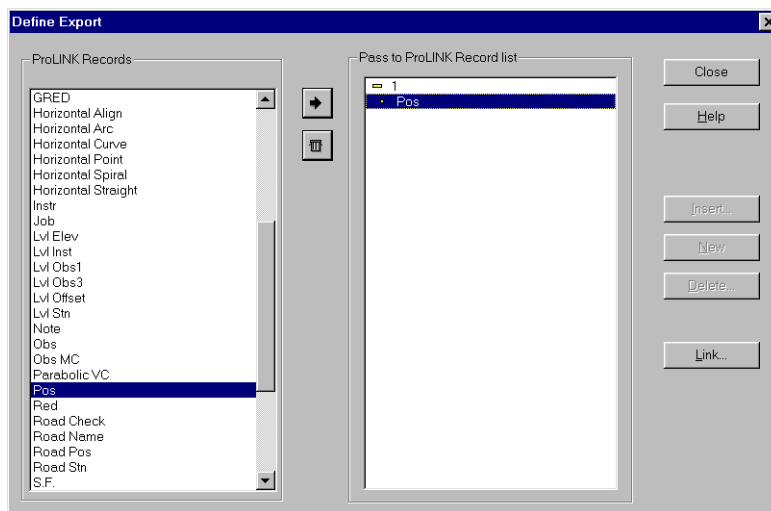 Define Export
ProLINK Records
GRED
Horizontal Align
Horizontal Arc
Horizontal Curve
Horizontal Point
Horizontal Spiral
Horizontal Straight
Instr
Job
Lvl Elev
Lvl Inst
Lvl Obs1
Lvl Obs3
Lvl Offset
Lvl Stn
Note
Obs
Obs MC
Parabolic VC
Pos
Red
Road Check
Road Name
Road Pos
Road Stn
S.F.
Pass to ProLINK Record list
1
Pos
Close
Help
Insert...
New
Delete...
Link...